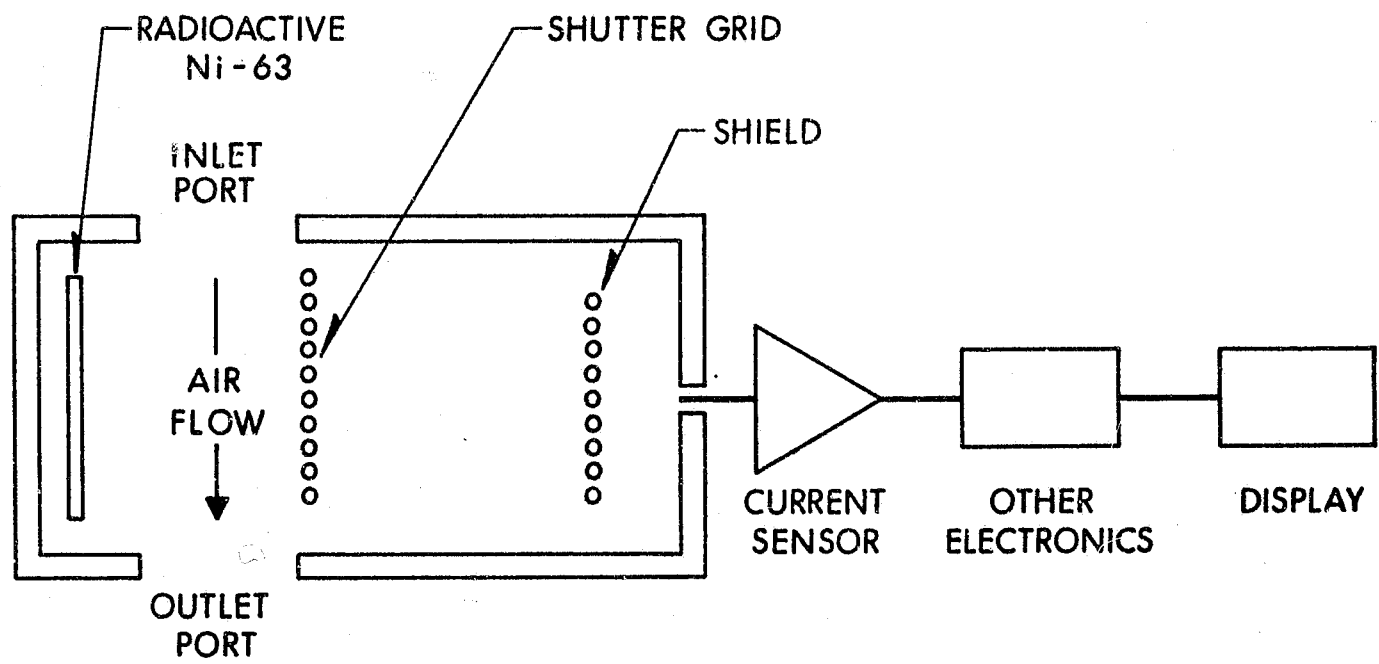 RADIOACTIVE
Ni-63
SHUTTER GRID
SHIELD
INLET
PORT
AIR
FLOW
CURRENT
SENSOR
OTHER
ELECTRONICS
DISPLAY
OUTLET
PORT